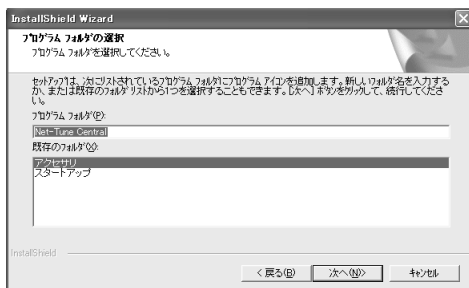 InstallShield Wizard
プログラム フォルダの選択
プログラム フォルダを選択してください。
セットアップは、次にリストされているプログラム フォルダにプログラム アイコンを追加します。新しいフォルダ名を入力する
か、または既存のフォルダ リストから1つを選択することもできます。[次へ] ボタンをクリックして、続行してくださ
い。
プログラム フォルダ(P):
Net-Tune Central
既存のフォルダ(X):
アクセサリ
スタートアップ
InstallShield
< 戻る(B) 次へ(N)> キャンセル